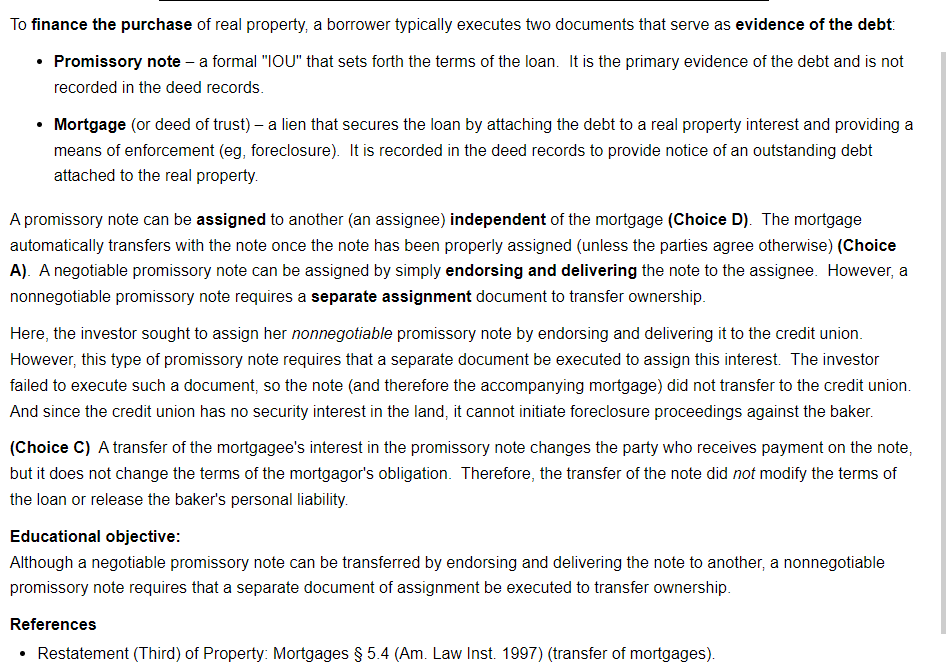 To finance the purchase of real property, a borrower typically executes two documents that serve as evidence of the debt:
• Promissory note – a formal "IOU" that sets forth the terms of the loan.  It is the primary evidence of the debt and is not
recorded in the deed records.
• Mortgage (or deed of trust) – a lien that secures the loan by attaching the debt to a real property interest and providing a
means of enforcement (eg, foreclosure).  It is recorded in the deed records to provide notice of an outstanding debt
attached to the real property.
A promissory note can be assigned to another (an assignee) independent of the mortgage (Choice D).  The mortgage
automatically transfers with the note once the note has been properly assigned (unless the parties agree otherwise) (Choice
A).  A negotiable promissory note can be assigned by simply endorsing and delivering the note to the assignee.  However, a
nonnegotiable promissory note requires a separate assignment document to transfer ownership.
Here, the investor sought to assign her nonnegotiable promissory note by endorsing and delivering it to the credit union.
However, this type of promissory note requires that a separate document be executed to assign this interest.  The investor
failed to execute such a document, so the note (and therefore the accompanying mortgage) did not transfer to the credit union.
And since the credit union has no security interest in the land, it cannot initiate foreclosure proceedings against the baker.
(Choice C)  A transfer of the mortgagee's interest in the promissory note changes the party who receives payment on the note,
but it does not change the terms of the mortgagor's obligation.  Therefore, the transfer of the note did not modify the terms of
the loan or release the baker's personal liability.
Educational objective:
Although a negotiable promissory note can be transferred by endorsing and delivering the note to another, a nonnegotiable
promissory note requires that a separate document of assignment be executed to transfer ownership.
References
• Restatement (Third) of Property: Mortgages § 5.4 (Am. Law Inst. 1997) (transfer of mortgages).